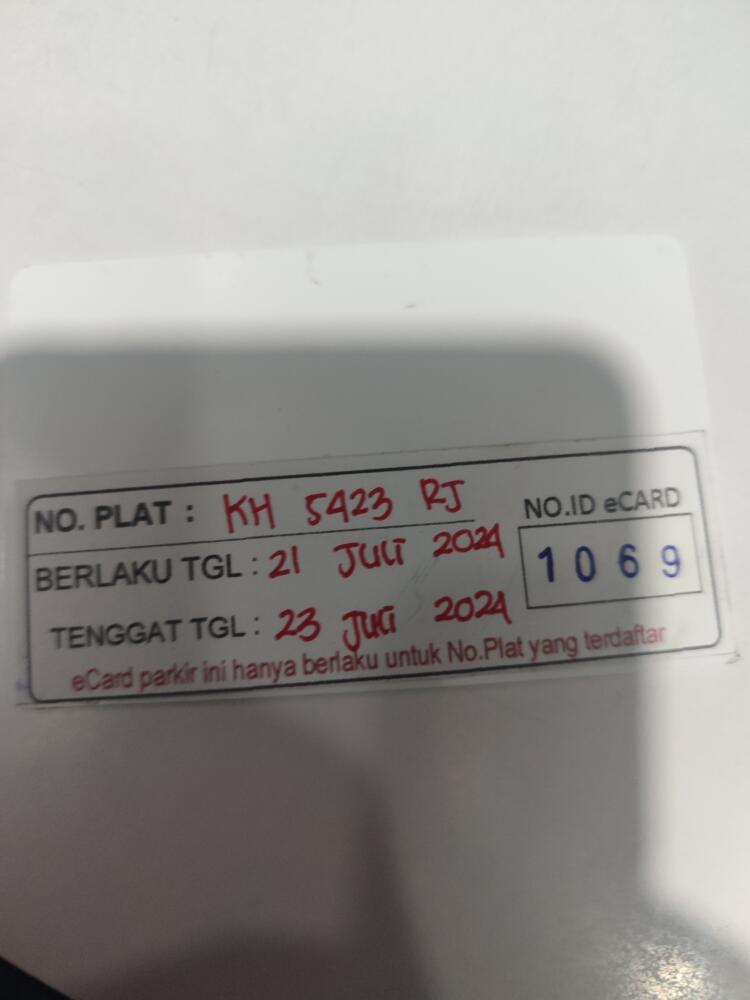 NO. PLAT : KH 5423 RJ
NO.ID eCARD
BERLAKU TGL : 21 JULI 2024
1069
TENGGAT TGL : 23 JULI 2024
eCard parkir ini hanya berlaku untuk No.Plat yang terdaftar